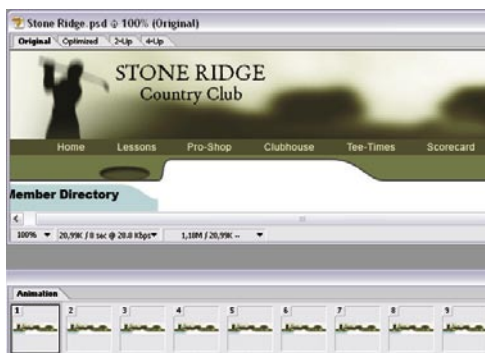 Stone Ridge.psd @ 100% (Original)
Original Optimized 2-Up 4-Up
STONE RIDGE
Country Club
Home Lessons Pro-Shop Clubhouse Tee-Times Scorecard
Member Directory
100% 20,99K / 8 sec @ 28.8 Kbps 1,18M / 20,99K --
Animation
1 2 3 4 5 6 7 8 9